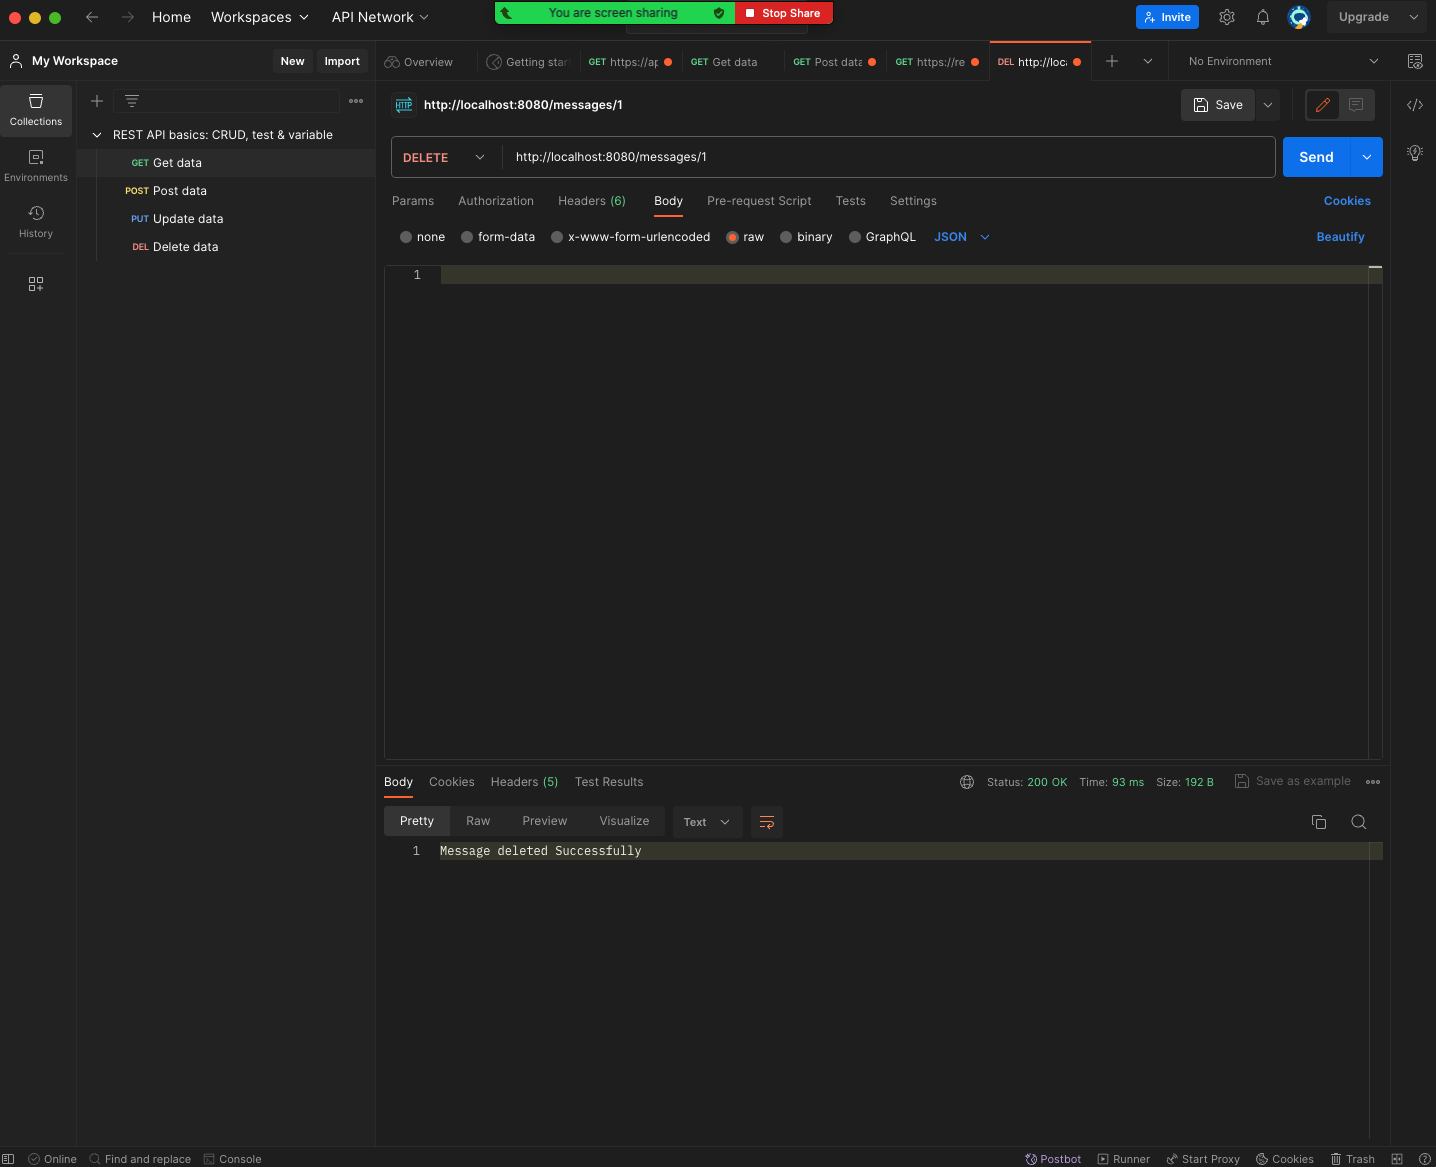 Home Workspaces API Network
You are screen sharing Stop Share
Invite Upgrade
My Workspace New Import
Overview Getting star GET https://ap GET Get data POST Post data GET https://re DEL http://loca No Environment
Collections
Environments
History
REST API basics: CRUD, test & variable
GET Get data
POST Post data
PUT Update data
DEL Delete data
HTTP http://localhost:8080/messages/1 Save
DELETE http://localhost:8080/messages/1 Send
Params Authorization Headers (6) Body Pre-request Script Tests Settings Cookies
none form-data x-www-form-urlencoded raw binary GraphQL JSON Beautify
1
Body Cookies Headers (5) Test Results Status: 200 OK Time: 93 ms Size: 192 B Save as example
Pretty Raw Preview Visualize Text
1 Message deleted Successfully
Online Find and replace Console Postbot Runner Start Proxy Cookies Trash